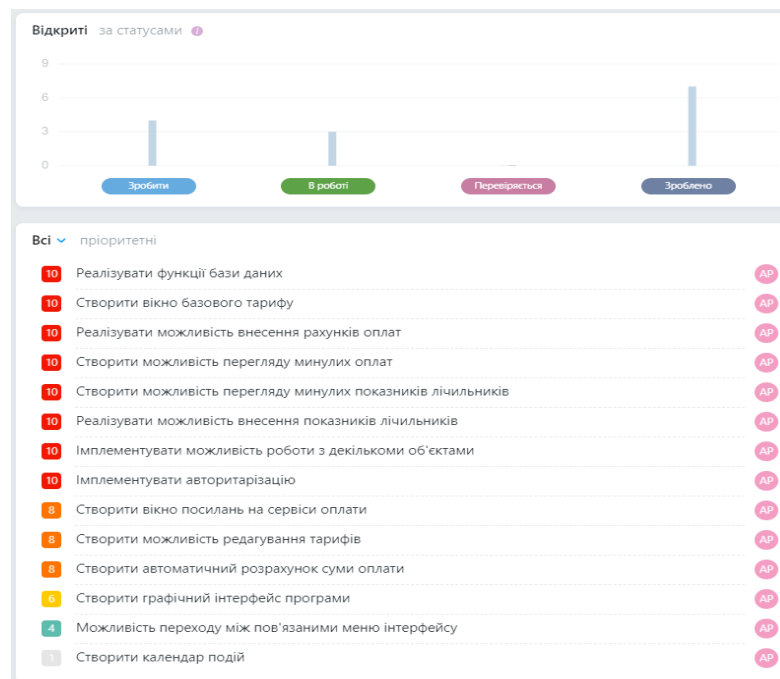 Відкриті за статусами
9
6
3
0
Зробити В роботі Перевіряється Зроблено
Всі пріоритетні
10 Реалізувати функції бази даних AP
10 Створити вікно базового тарифу AP
10 Реалізувати можливість внесення рахунків оплат AP
10 Створити можливість перегляду минулих оплат AP
10 Створити можливість перегляду минулих показників лічильників AP
10 Реалізувати можливість внесення показників лічильників AP
10 Імплементувати можливість роботи з декількоми об'єктами AP
10 Імплементувати авторитарізацію AP
8 Створити вікно посилань на сервіси оплати AP
8 Створити можливість редагування тарифів AP
8 Створити автоматичний розрахунок суми оплати AP
6 Створити графічний інтерфейс програми AP
4 Можливість переходу між пов'язаними меню інтерфейсу AP
1 Створити календар подій AP